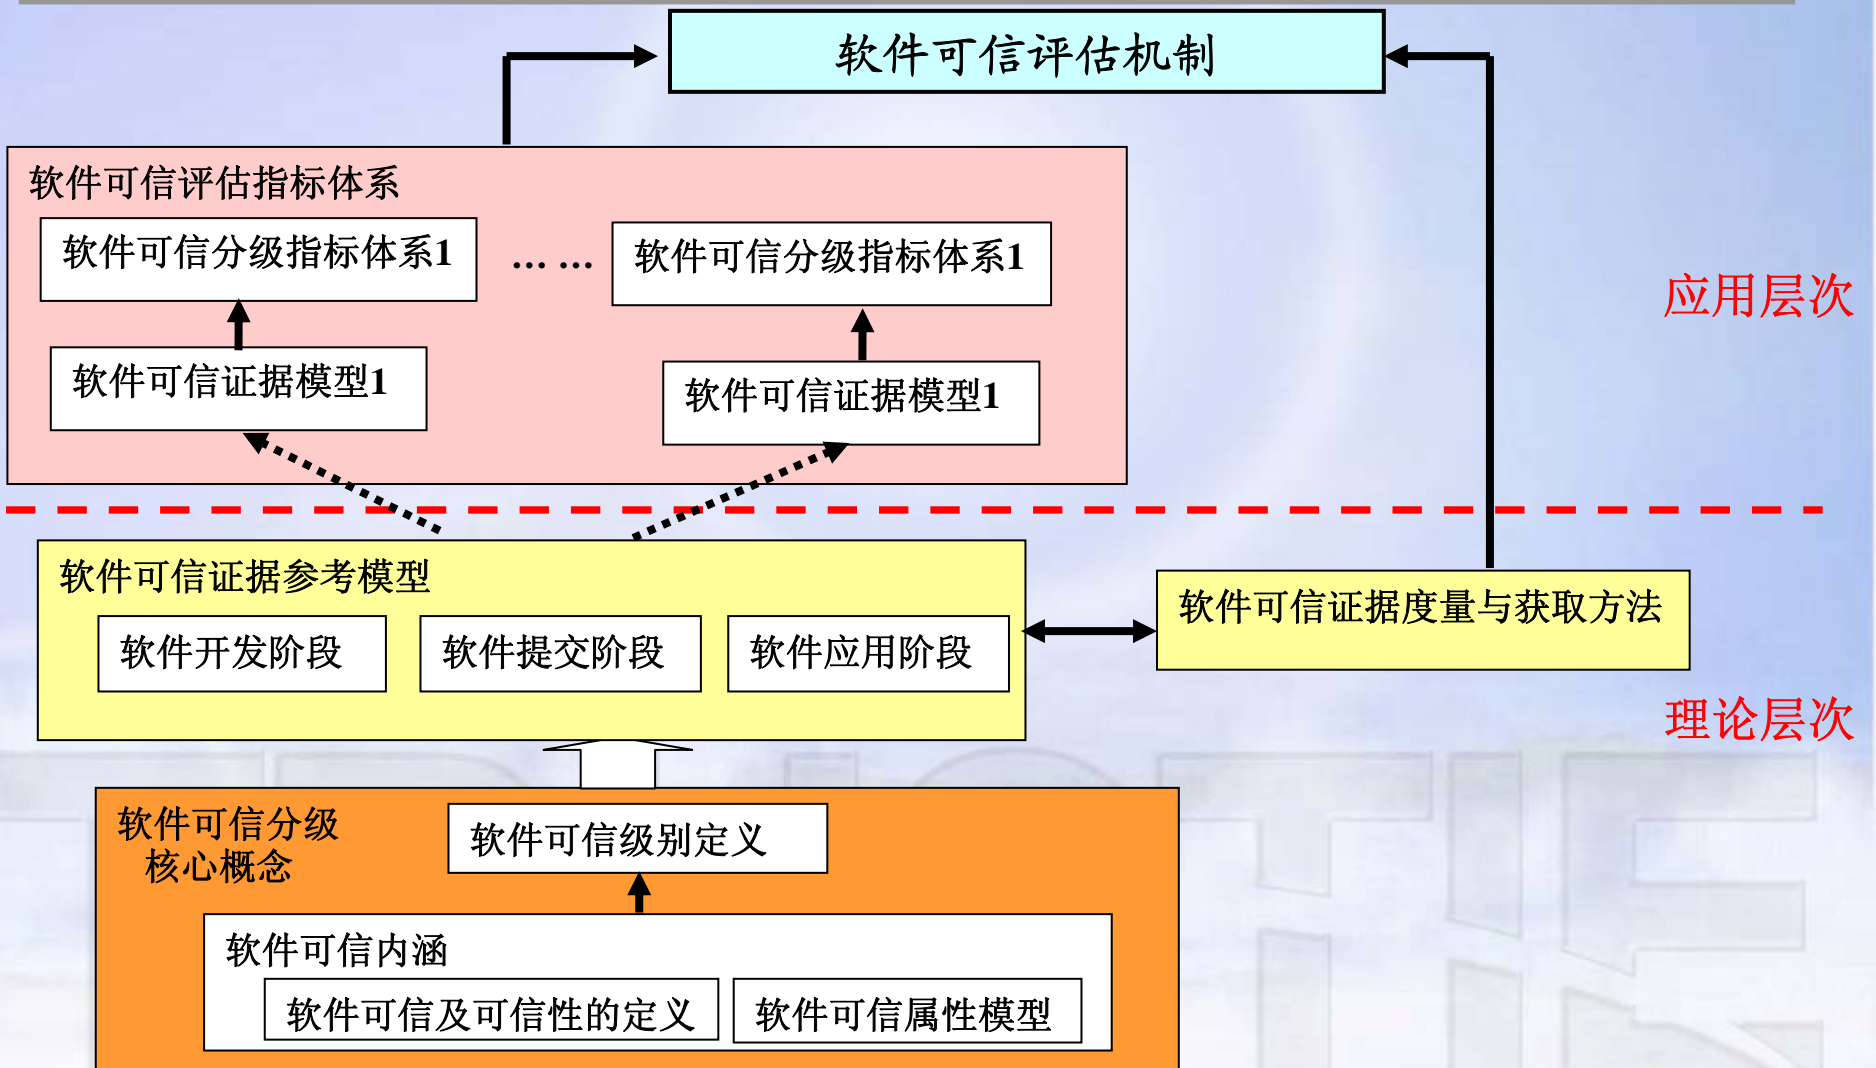 软件可信评估机制
软件可信评估指标体系
软件可信分级指标体系1
... ...
软件可信分级指标体系1
应用层次
软件可信证据模型1
软件可信证据模型1
软件可信证据参考模型
软件开发阶段
软件提交阶段
软件应用阶段
软件可信证据度量与获取方法
理论层次
软件可信分级
核心概念
软件可信级别定义
软件可信内涵
软件可信及可信性的定义
软件可信属性模型